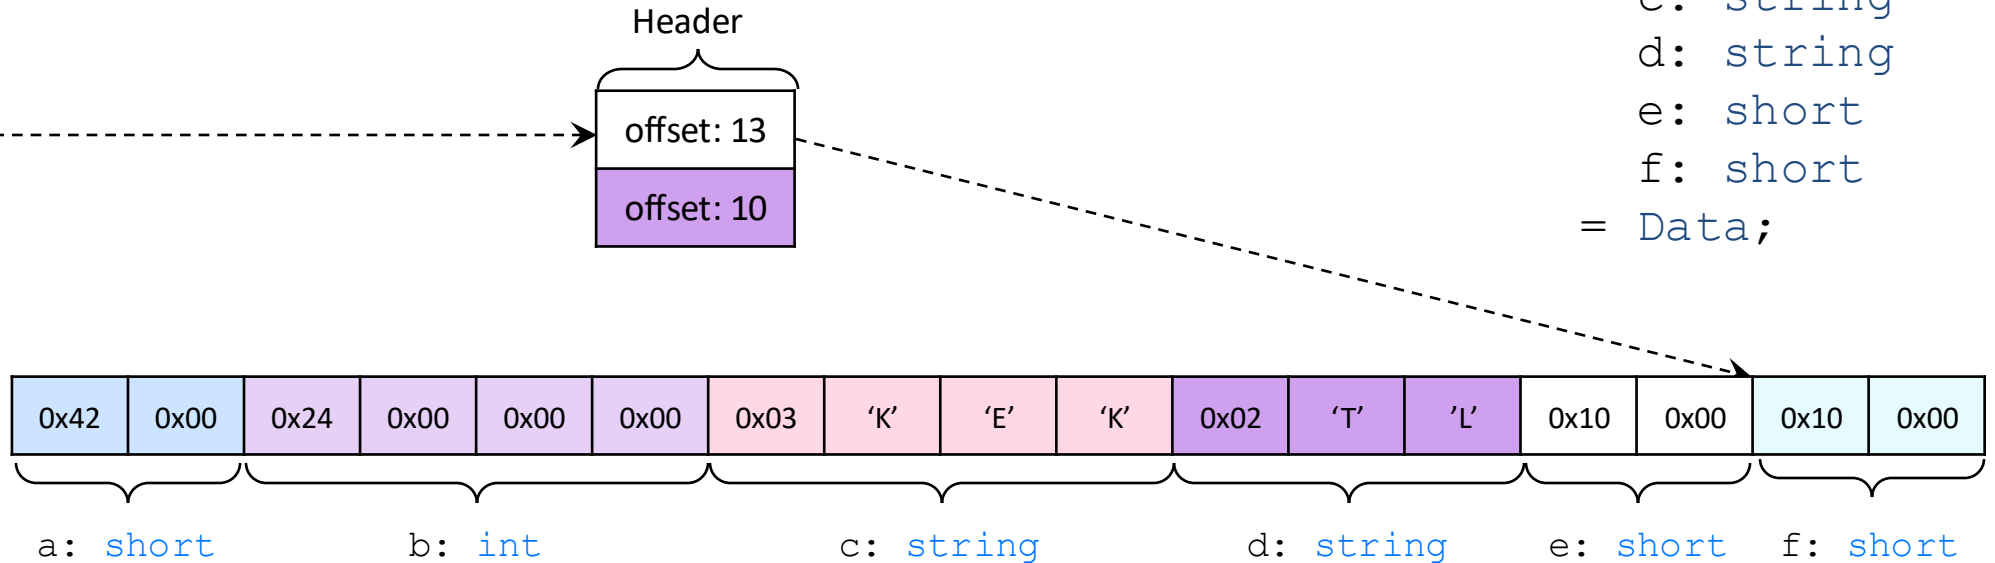 Header
offset: 13
offset: 10
c: string
d: string
e: short
f: short
= Data;
0x42 0x00 0x24 0x00 0x00 0x00 0x03 ‘K’ ‘E’ ‘K’ 0x02 ‘T’ ’L’ 0x10 0x00 0x10 0x00
a: short b: int c: string d: string e: short f: short